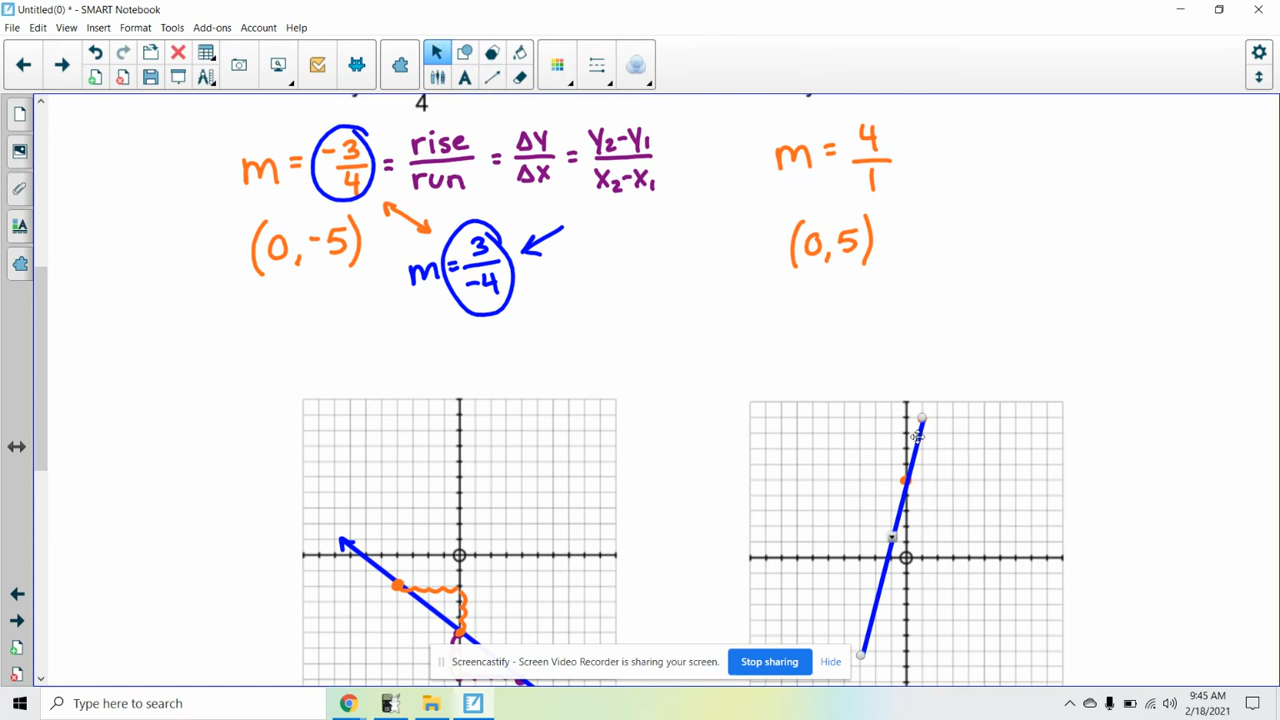 Untitled(0) * - SMART Notebook
File Edit View Insert Format Tools Add-ons Account Help
4
m = -3/4 = rise/run = ΔY/ΔX = Y₂-Y₁/X₂-X₁
m = 4/1
(0, -5)
m = 3/-4
(0, 5)
Screencastify - Screen Video Recorder is sharing your screen. Stop sharing Hide
Type here to search
9:45 AM
2/18/2021